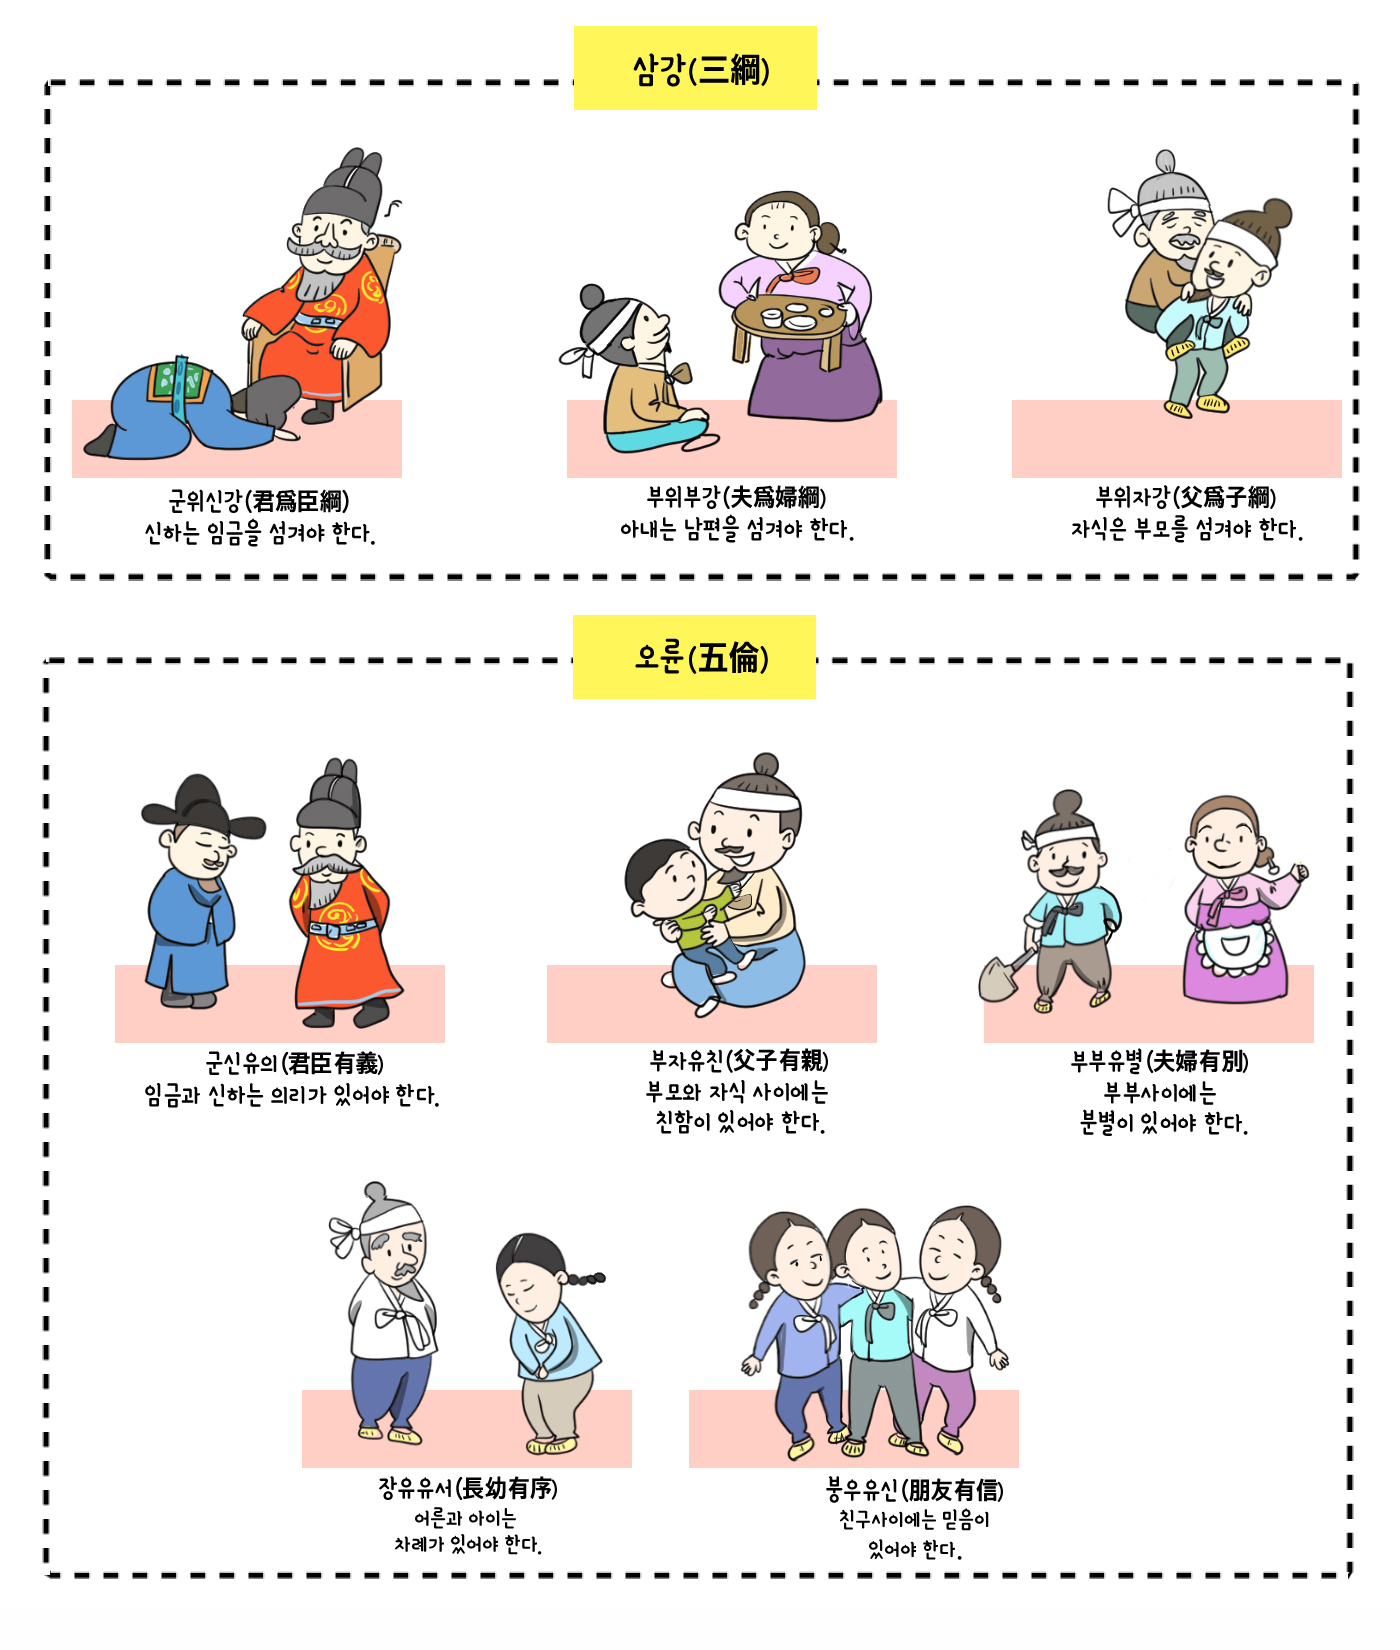 삼강(三綱)
군위신강(君爲臣綱)
신하는 임금을 섬겨야 한다.
부위부강(夫爲婦綱)
아내는 남편을 섬겨야 한다.
부위자강(父爲子綱)
자식은 부모를 섬겨야 한다.
오륜(五倫)
군신유의(君臣有義)
임금과 신하는 의리가 있어야 한다.
부자유친(父子有親)
부모와 자식 사이에는
친함이 있어야 한다.
부부유별(夫婦有別)
부부사이에는
분별이 있어야 한다.
장유유서(長幼有序)
어른과 아이는
차례가 있어야 한다.
붕우유신(朋友有信)
친구사이에는 믿음이
있어야 한다.